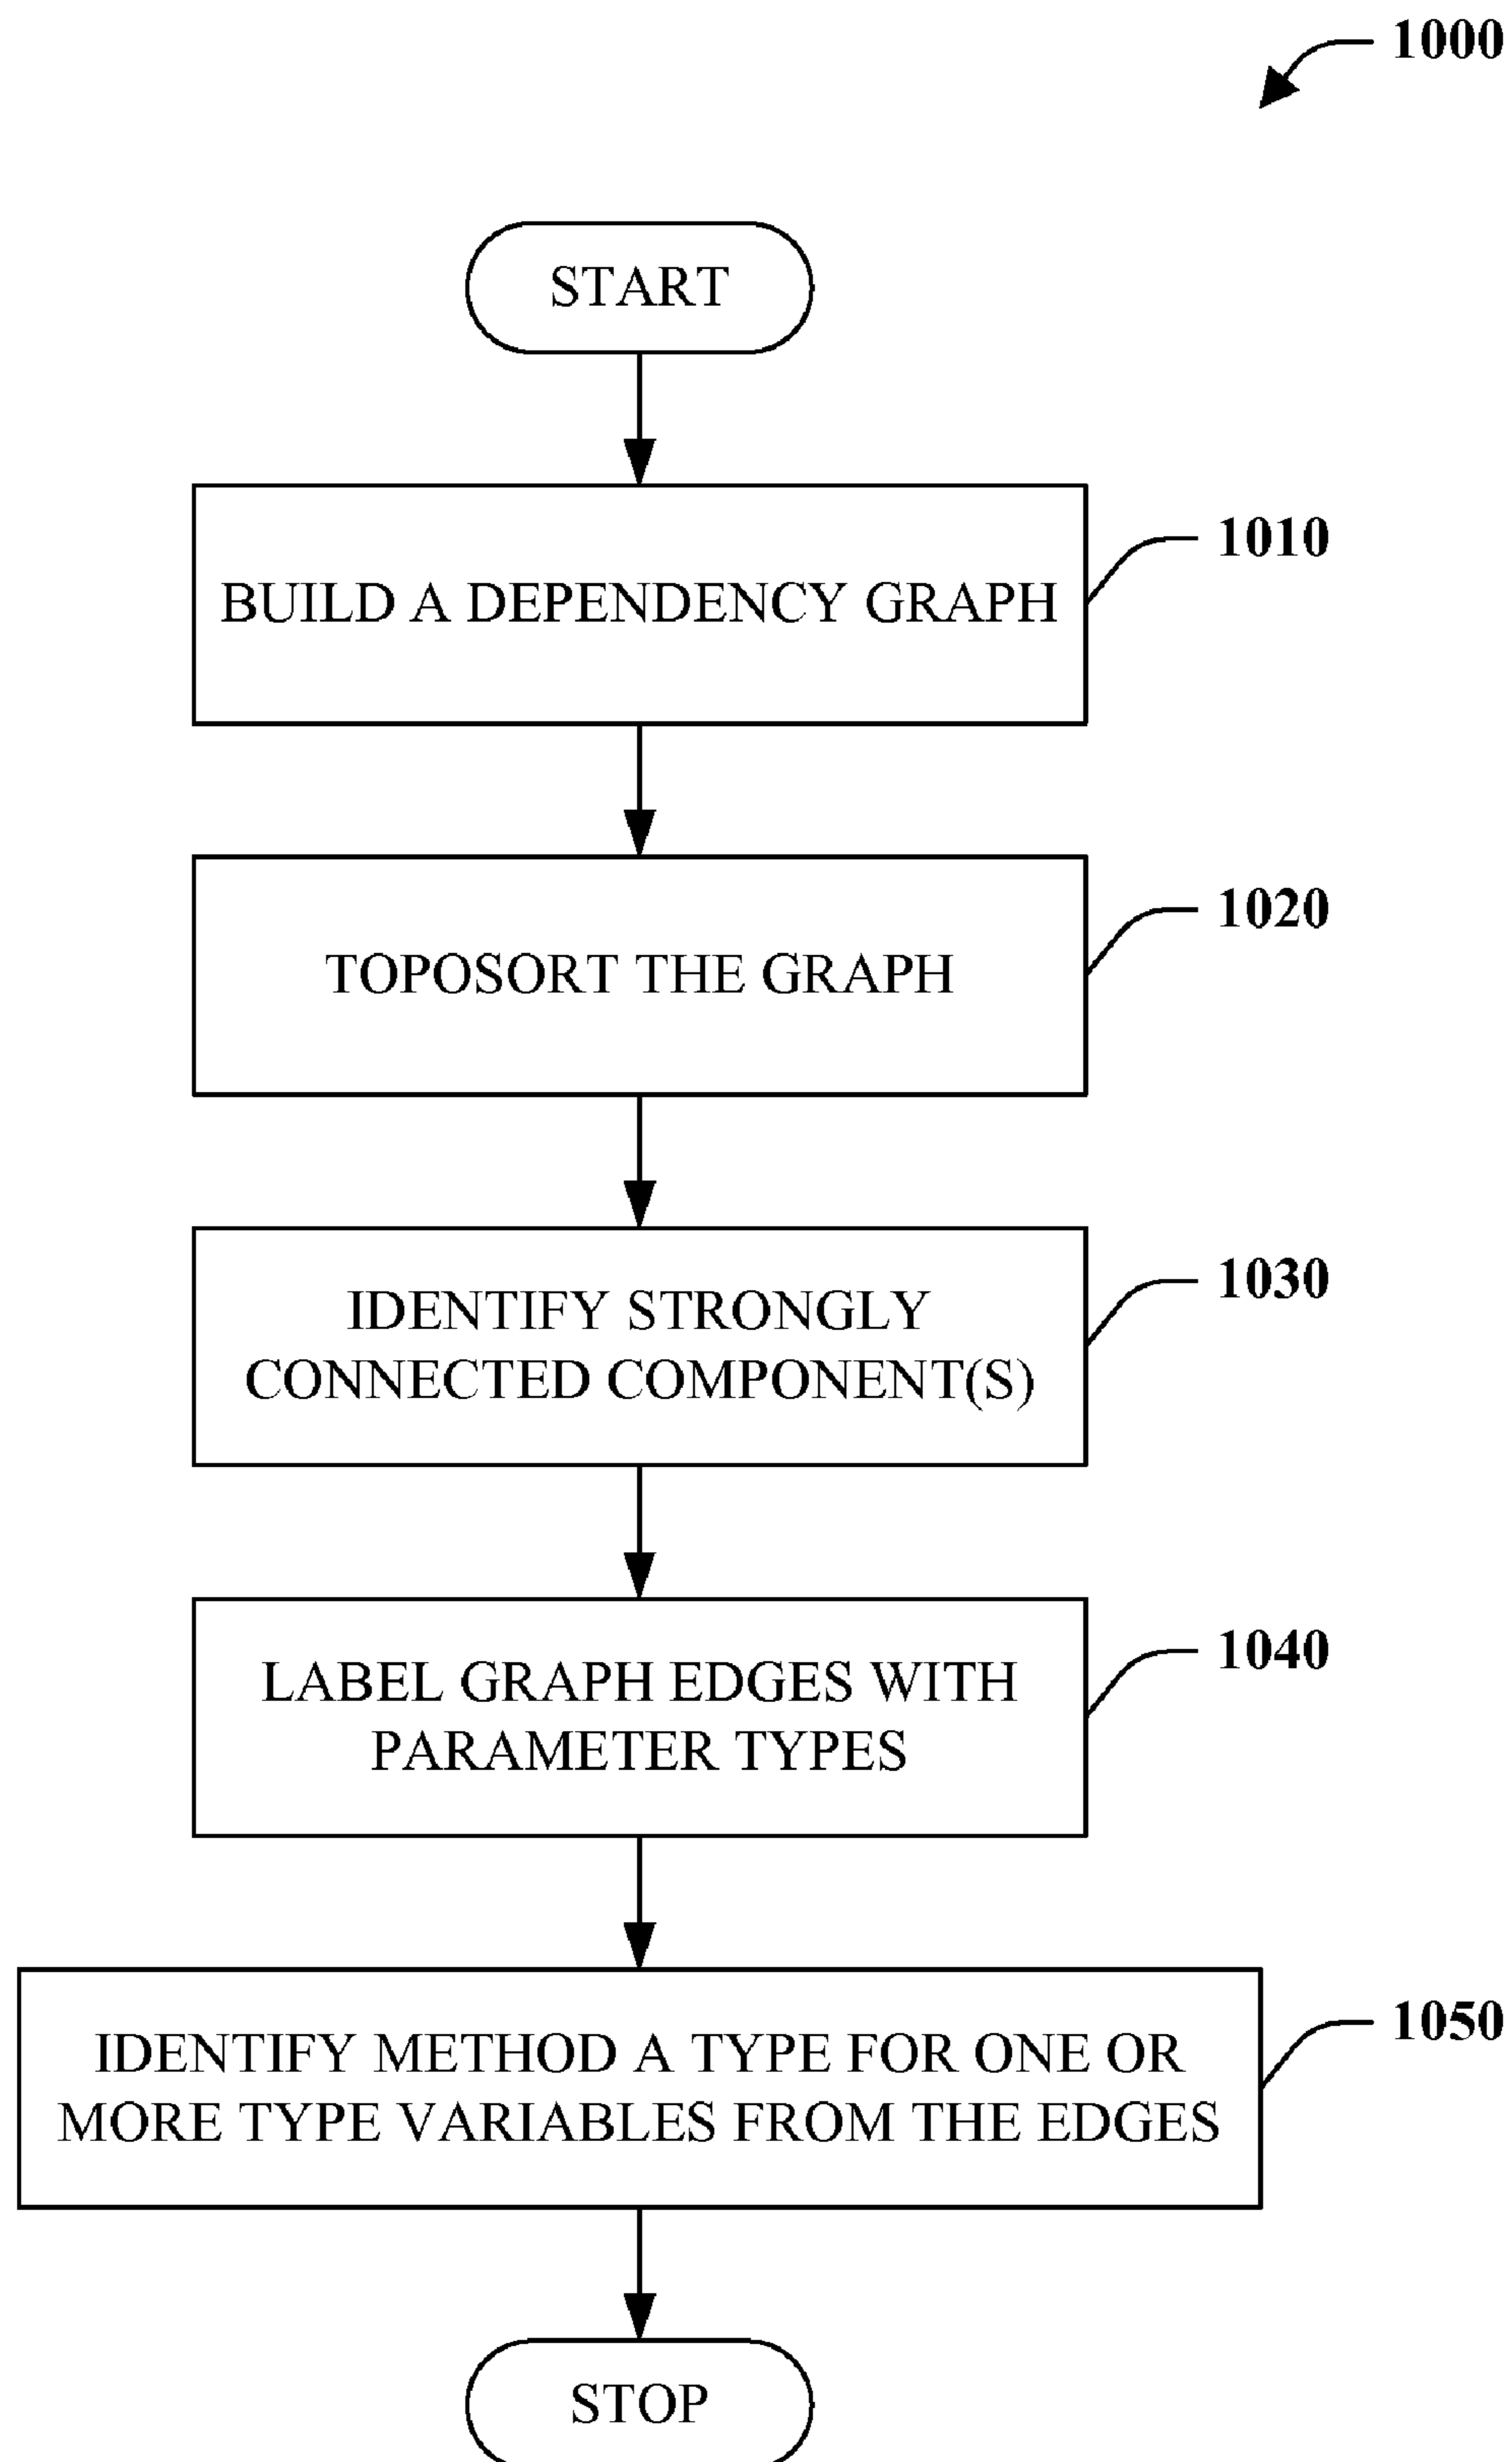 1000
START
BUILD A DEPENDENCY GRAPH
1010
TOPOSORT THE GRAPH
1020
IDENTIFY STRONGLY
CONNECTED COMPONENT(S)
1030
LABEL GRAPH EDGES WITH
PARAMETER TYPES
1040
IDENTIFY METHOD A TYPE FOR ONE OR
MORE TYPE VARIABLES FROM THE EDGES
1050
STOP